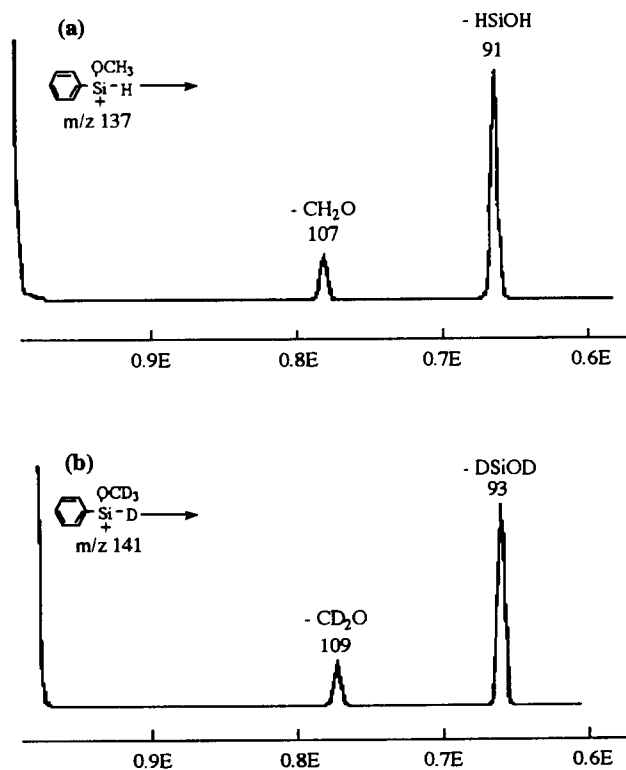 (a)
- HSiOH
91
OCH₃
Si - H
+
m/z 137
- CH₂O
107
0.9E 0.8E 0.7E 0.6E
(b)
- DSiOD
93
OCD₃
Si - D
+
m/z 141
- CD₂O
109
0.9E 0.8E 0.7E 0.6E